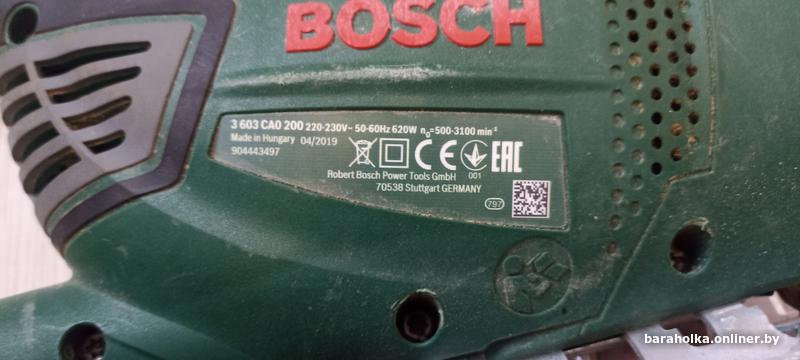 BOSCH
3 603 CA0 200 220-230V~ 50-60Hz 620W n₀=500-3100 min⁻¹
Made in Hungary 04/2019
904443497
CE EAC
001
Robert Bosch Power Tools GmbH
70538 Stuttgart GERMANY
797
baraholka.onliner.by